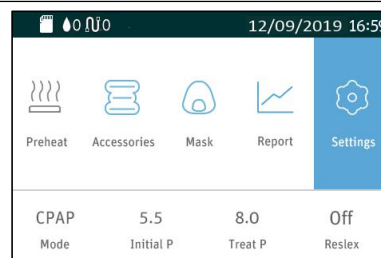 0 0 12/09/2019 16:59
Preheat Accessories Mask Report Settings
CPAP 5.5 8.0 Off
Mode Initial P Treat P Reslex